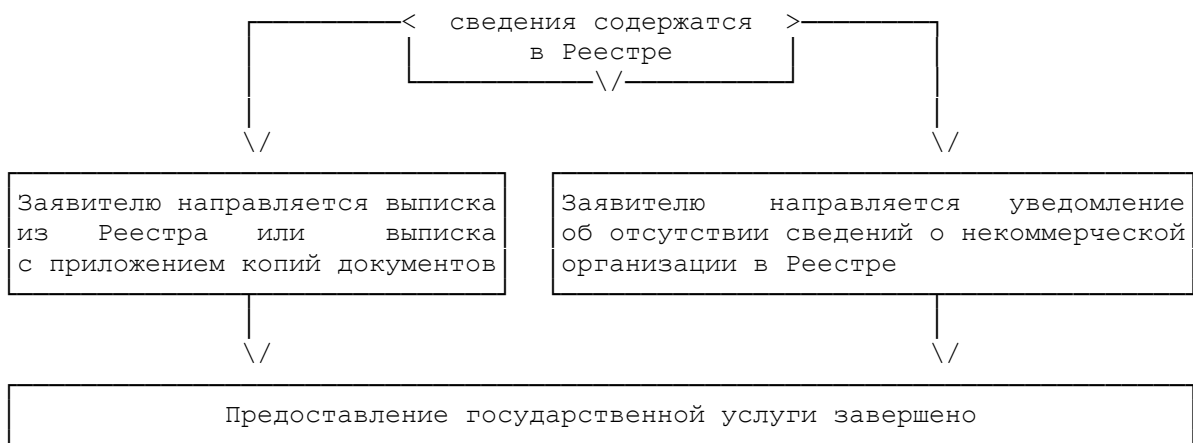 сведения содержатся
в Реестре
Заявителю направляется выписка
из Реестра или выписка
с приложением копий документов
Заявителю направляется уведомление
об отсутствии сведений о некоммерческой
организации в Реестре
Предоставление государственной услуги завершено